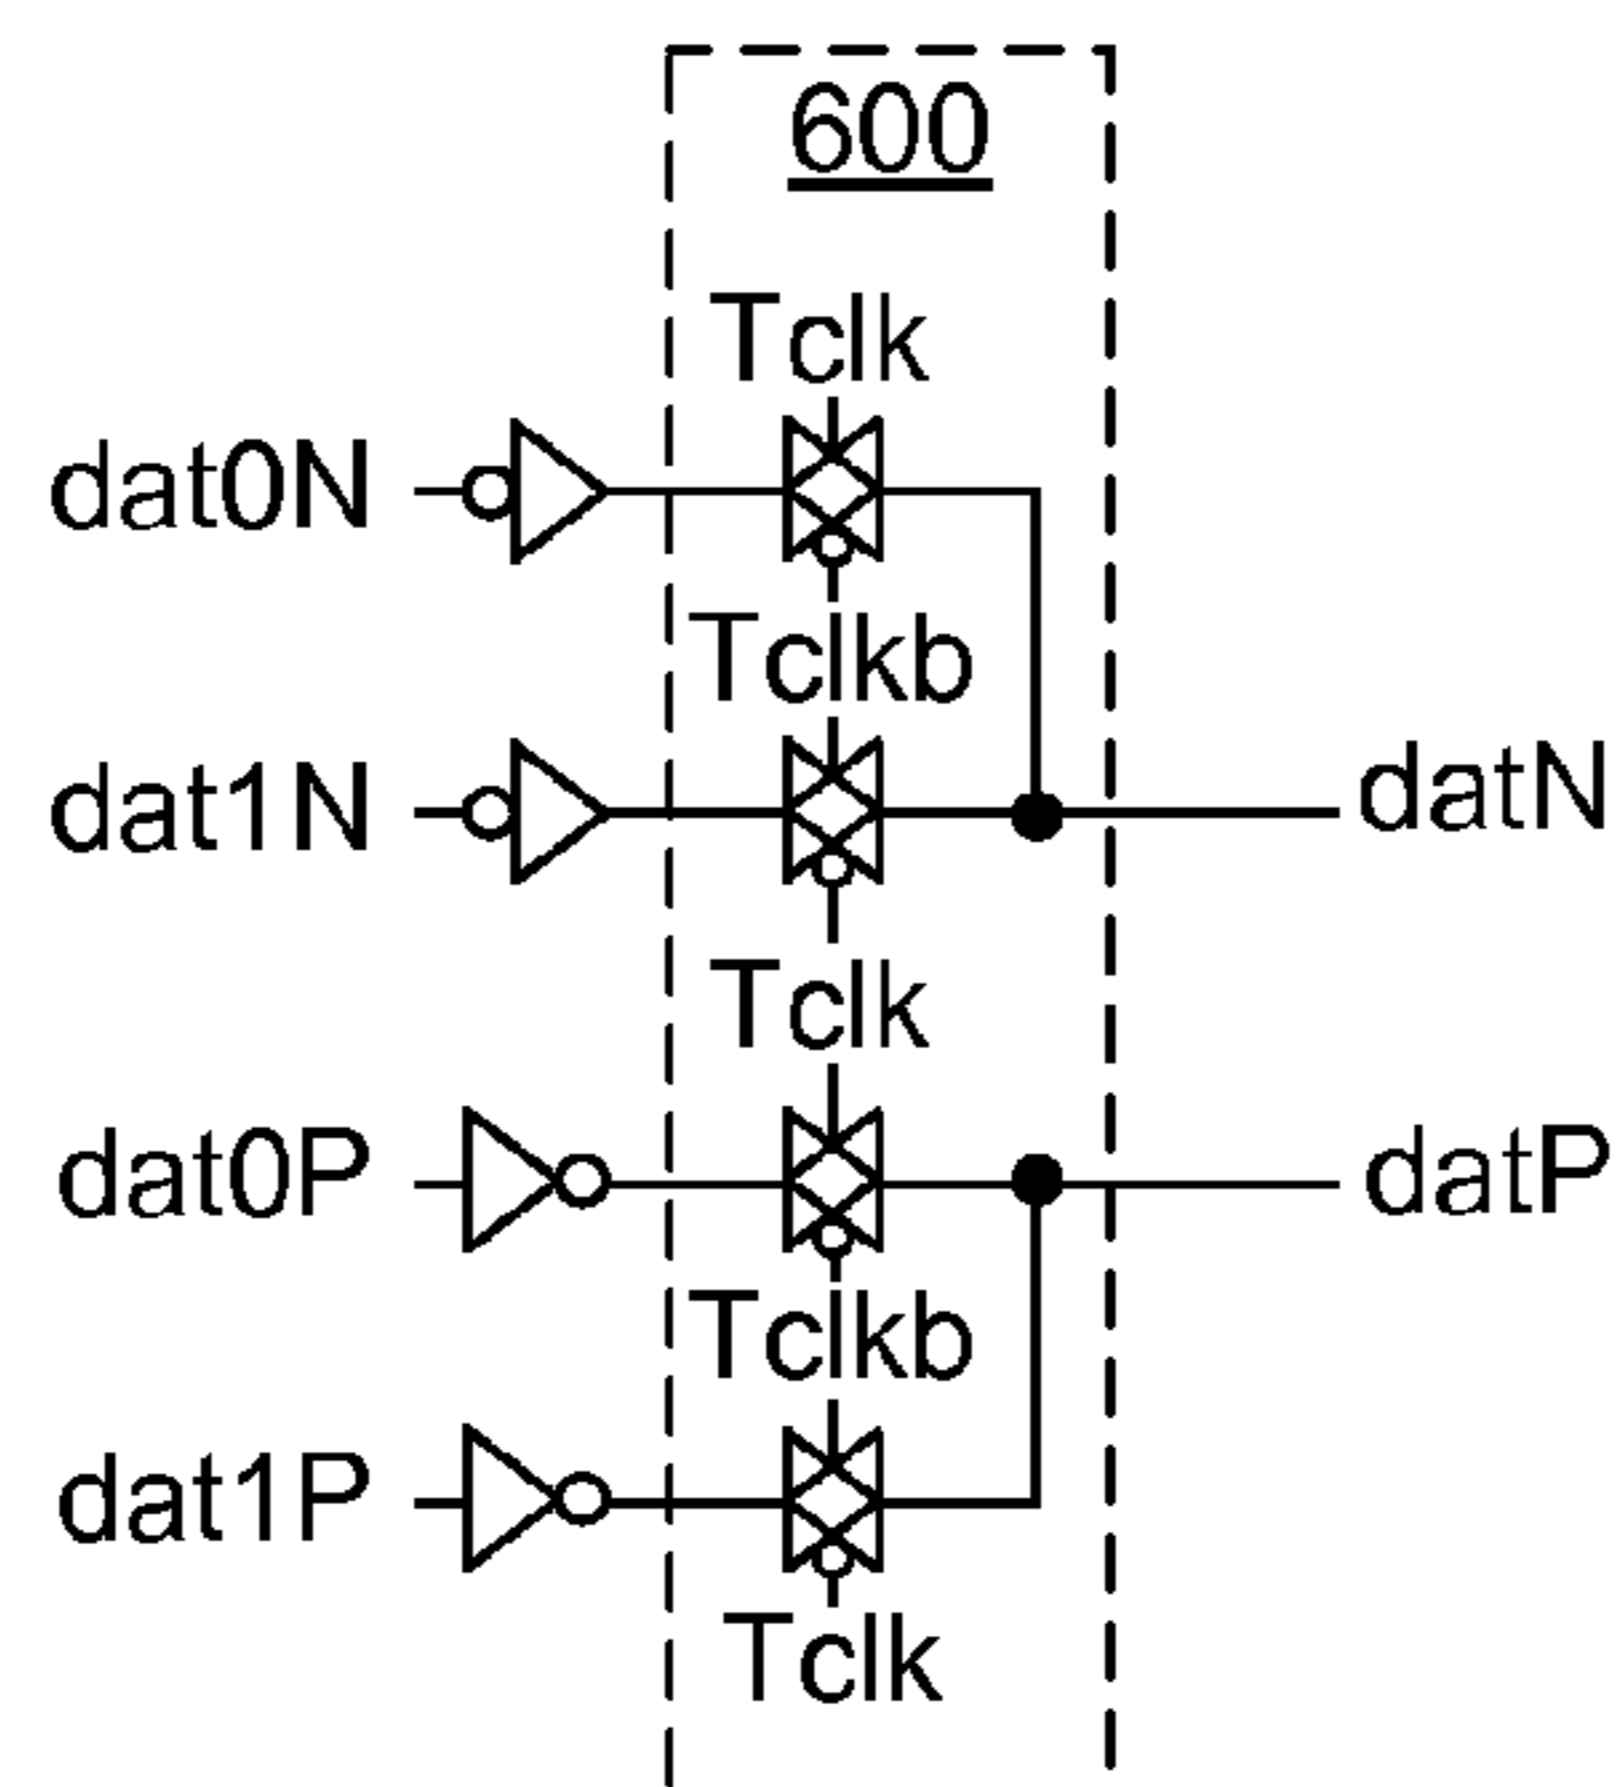 600
Tclk
dat0N
Tclkb
dat1N
datN
Tclk
dat0P
datP
Tclkb
dat1P
Tclk